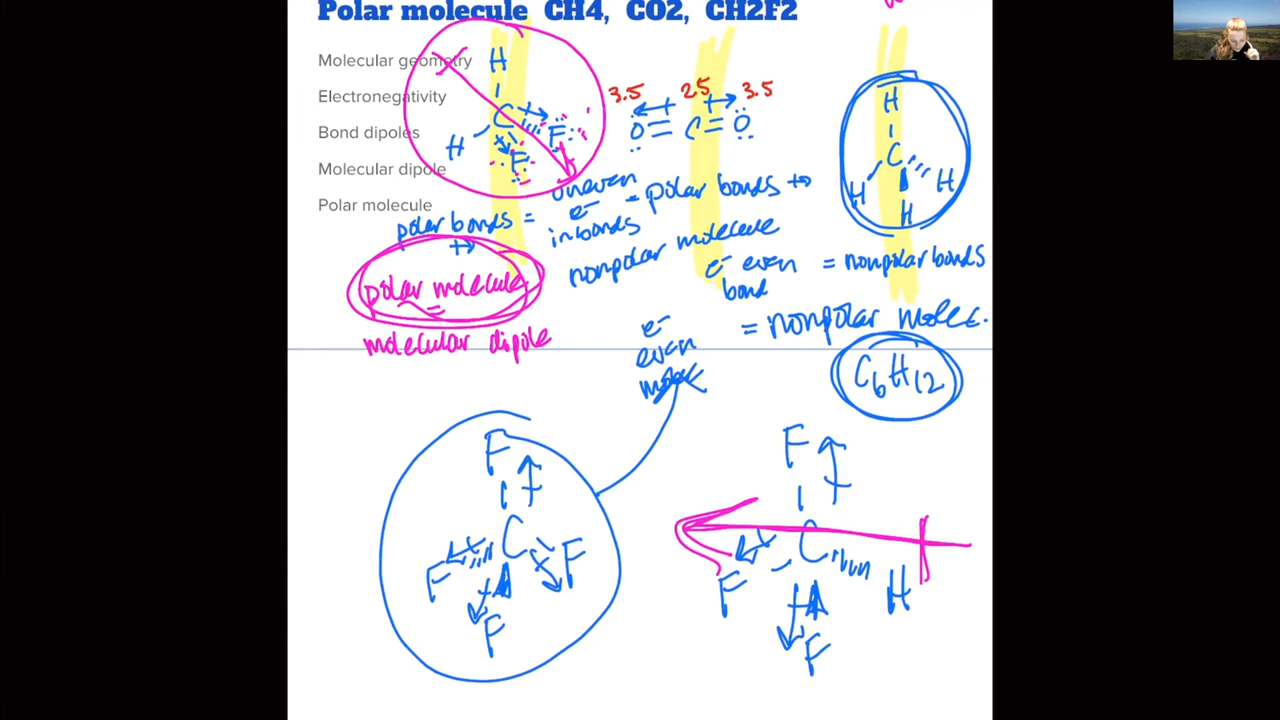 Polar molecule CH4, CO2, CH2F2
Molecular geometry
Electronegativity
Bond dipoles
Molecular dipole
Polar molecule
H
C
H
F
F
3.5 2.5 3.5
O = C = O
H
C
H
H
H
polar bonds =
uneven
e-
in bonds
= polar bonds
nonpolar molecule
polar molecule
=
molecular dipole
e- even
bond
= nonpolar bonds
= nonpolar molec.
e-
even
C6H12
F
C
F
F
F
F
C
F
H
F